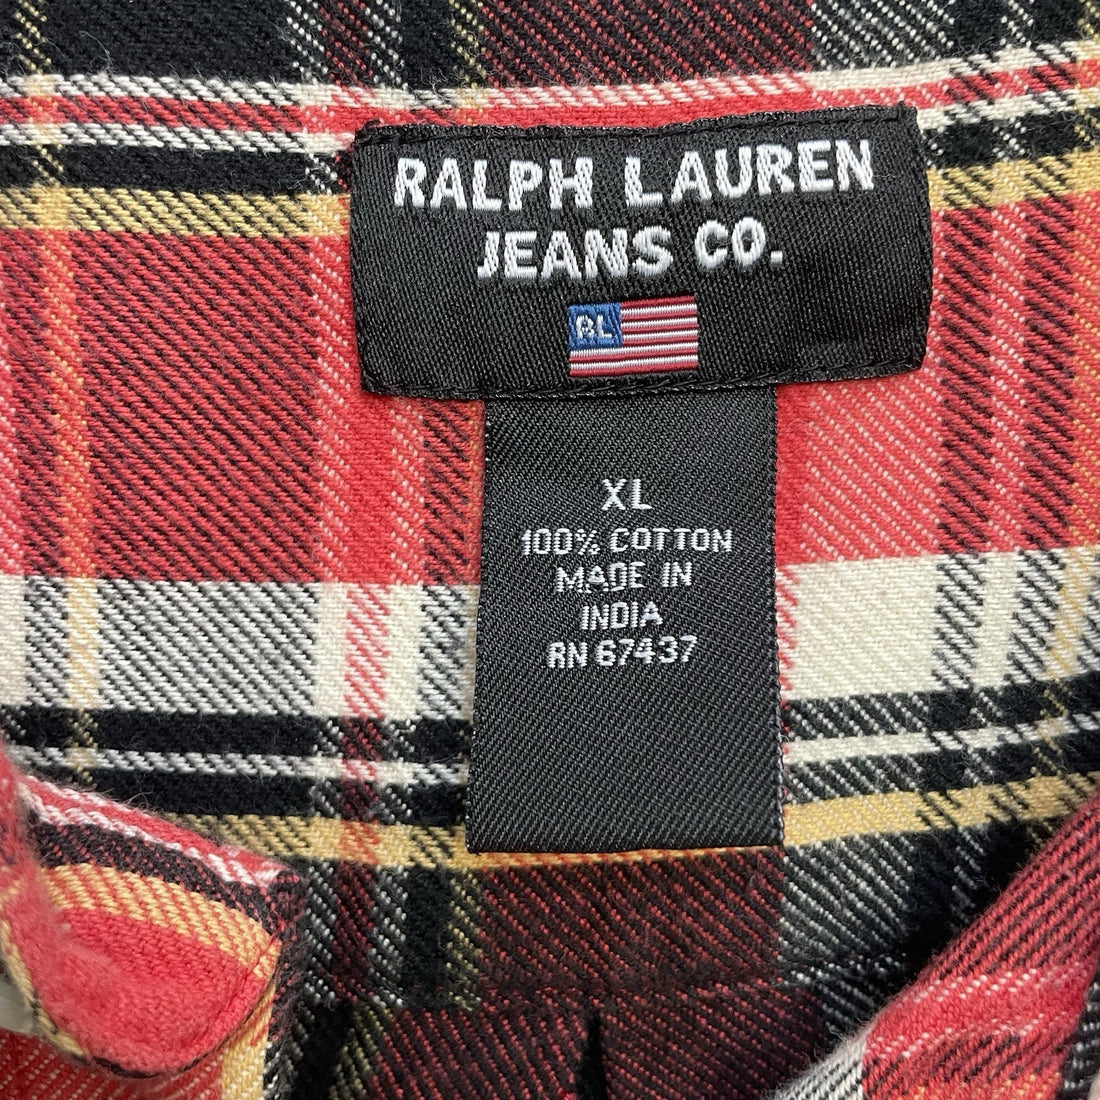 RALPH LAUREN
JEANS CO.
RL
XL
100% COTTON
MADE IN
INDIA
RN 67437